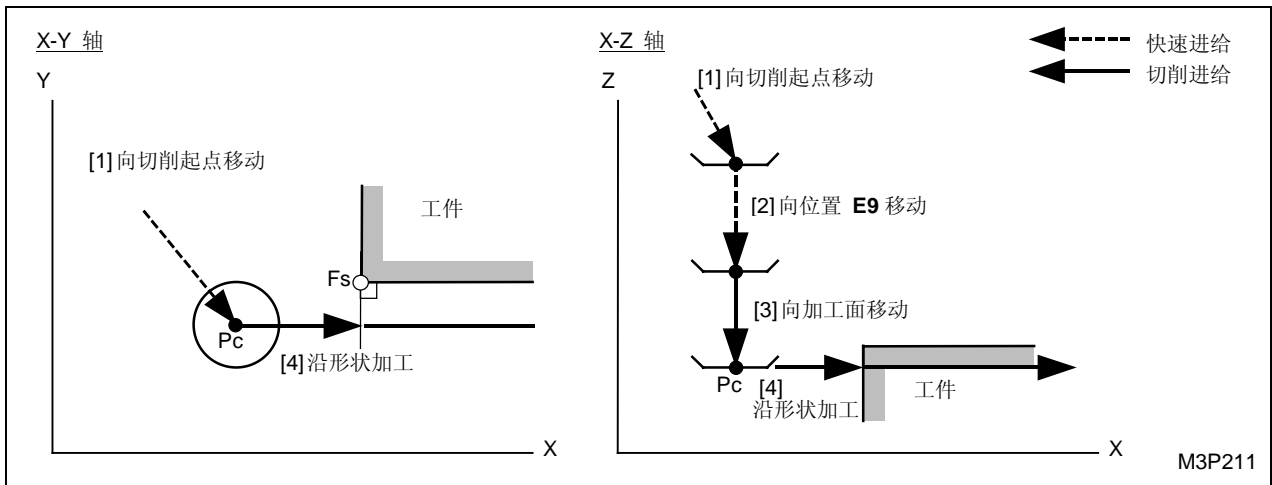 X-Y 轴
Y
[1]向切削起点移动
工件
Fs
Pc
[4]沿形状加工
X
X-Z 轴
Z
[1]向切削起点移动
[2]向位置 E9 移动
[3]向加工面移动
Pc
[4]
沿形状加工
工件
X
快速进给
切削进给
M3P211